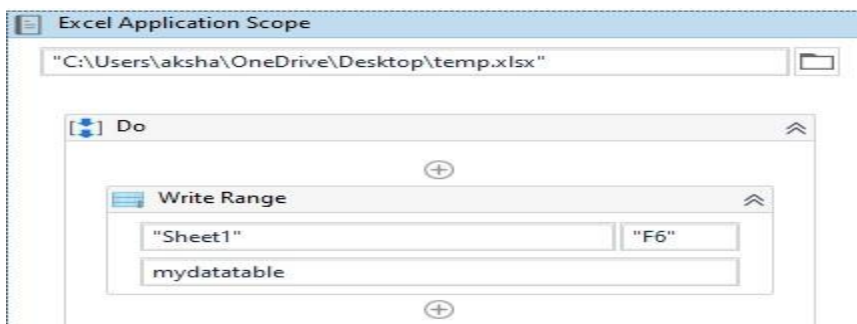 Excel Application Scope
"C:\Users\aksha\OneDrive\Desktop\temp.xlsx"
Do
Write Range
"Sheet1" "F6"
mydatatable